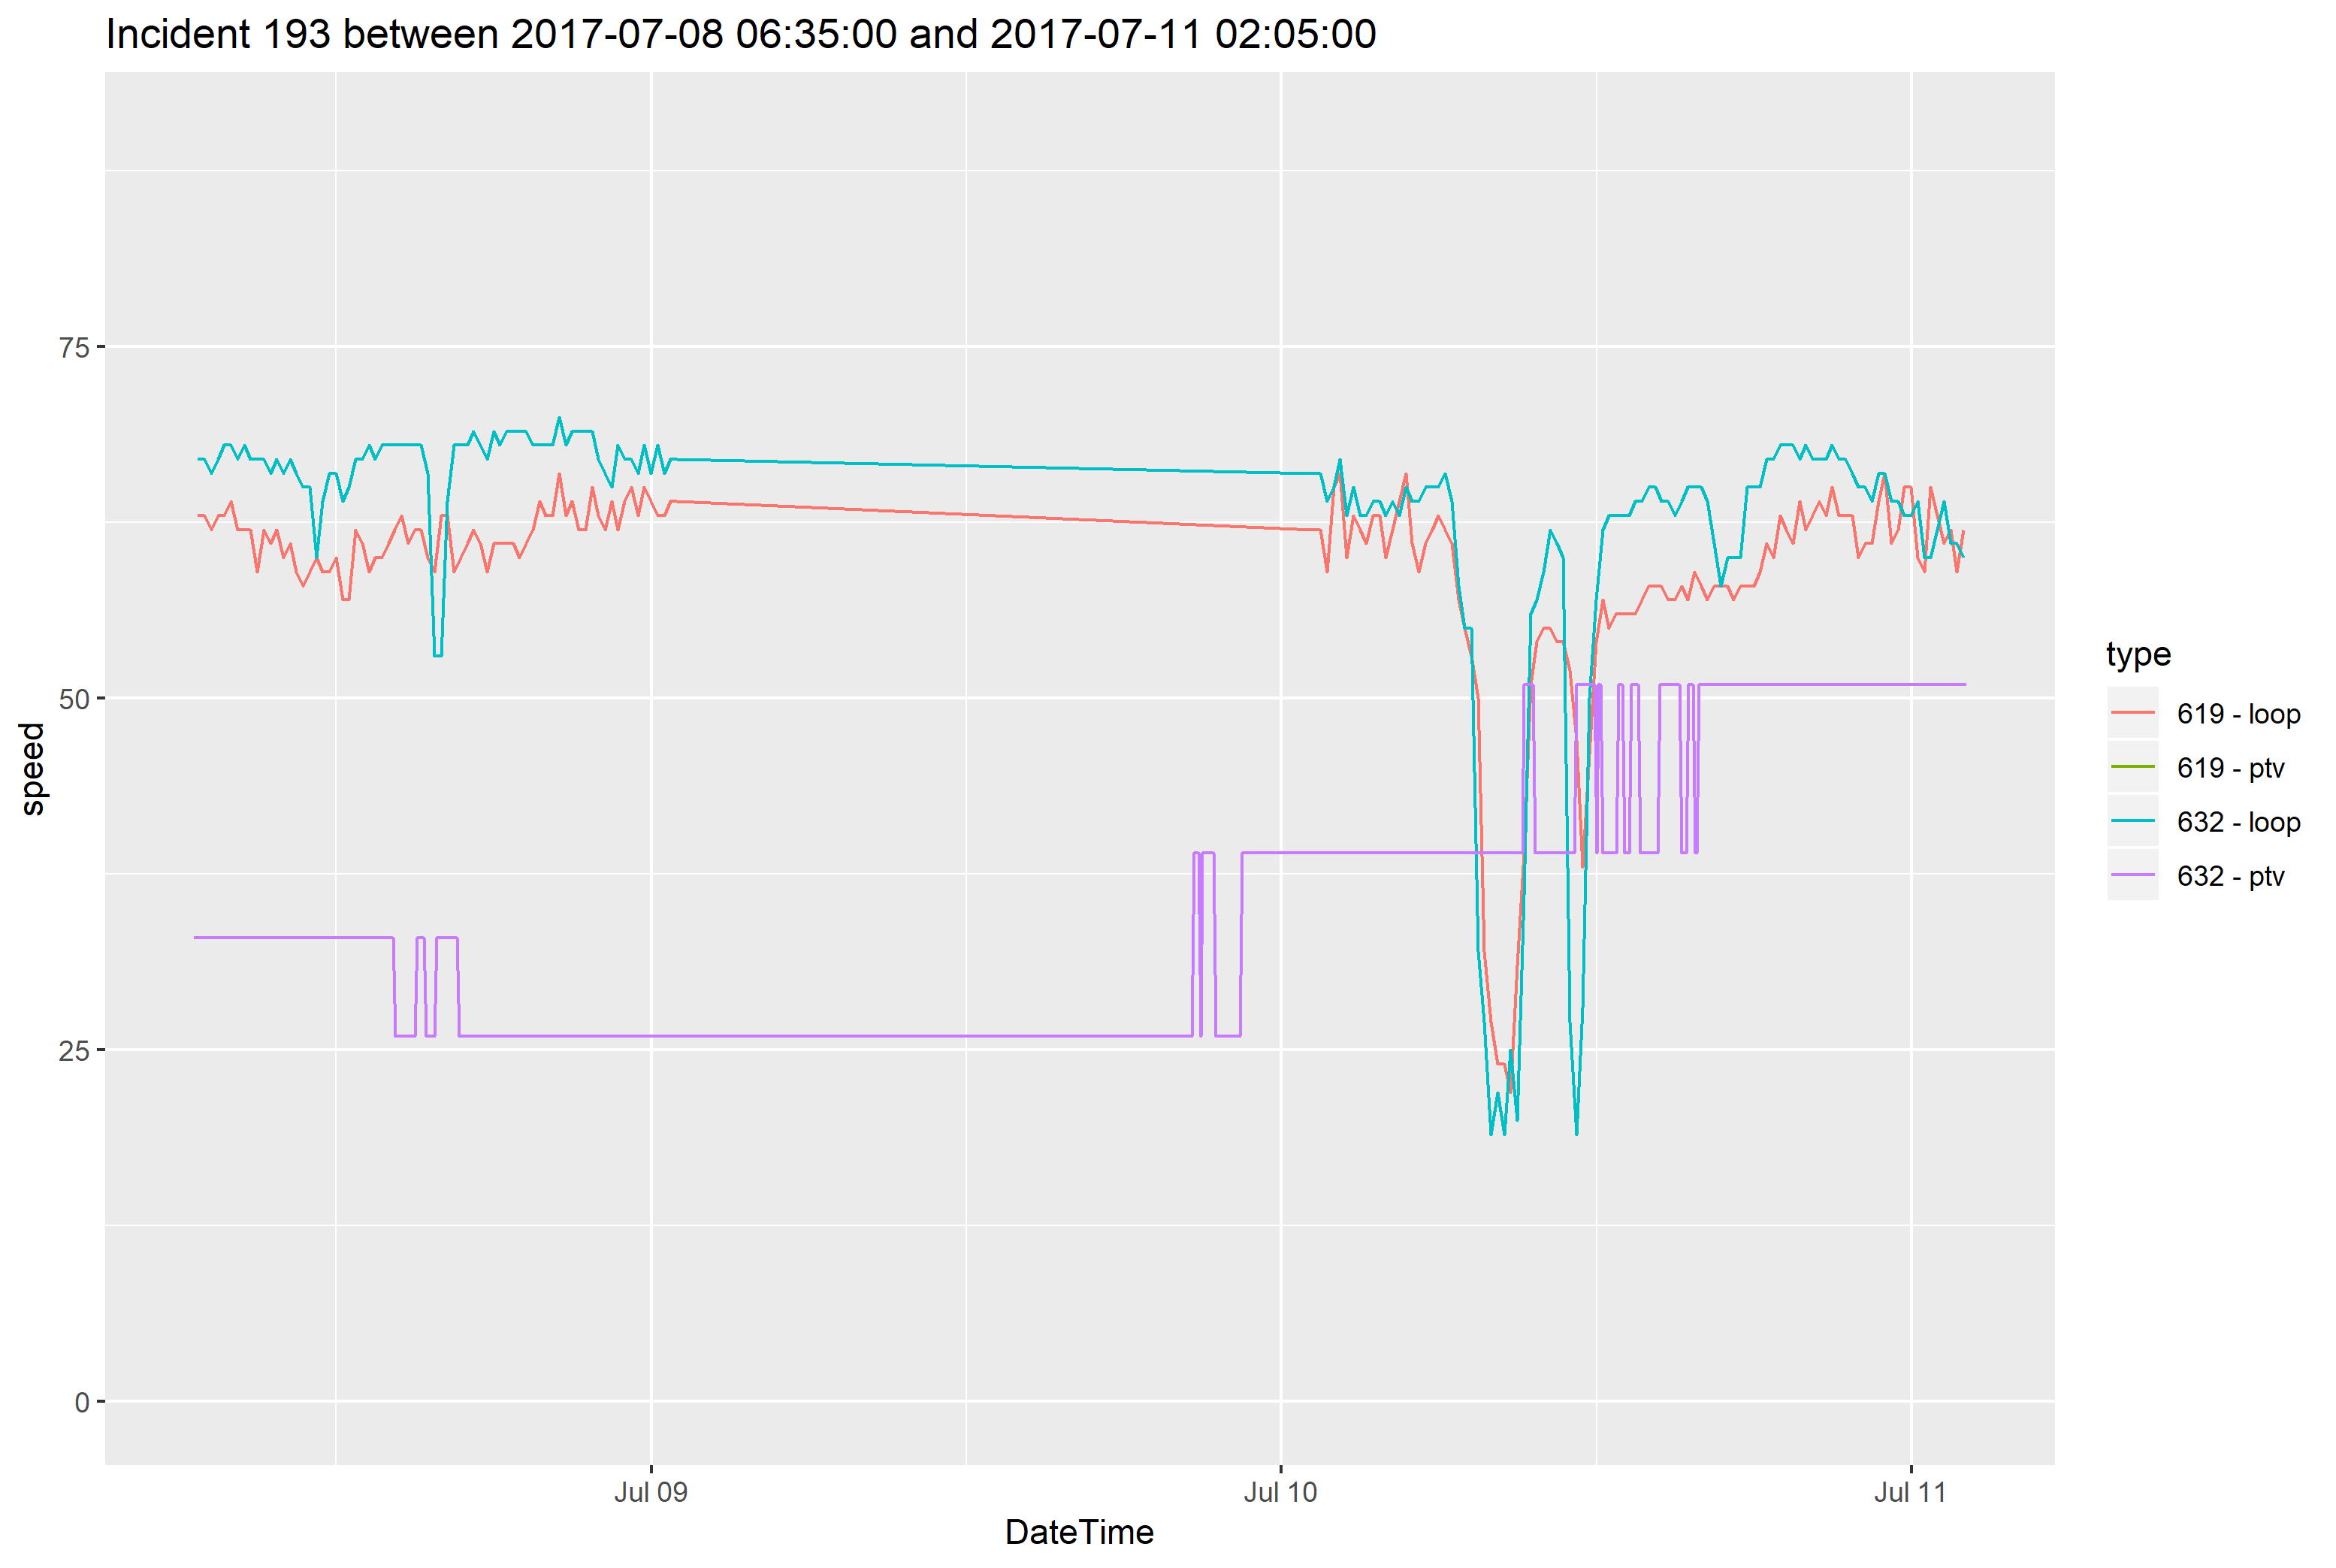 Incident 193 between 2017-07-08 06:35:00 and 2017-07-11 02:05:00
75
50
25
0
speed
Jul 09
Jul 10
Jul 11
DateTime
type
619 - loop
619 - ptv
632 - loop
632 - ptv